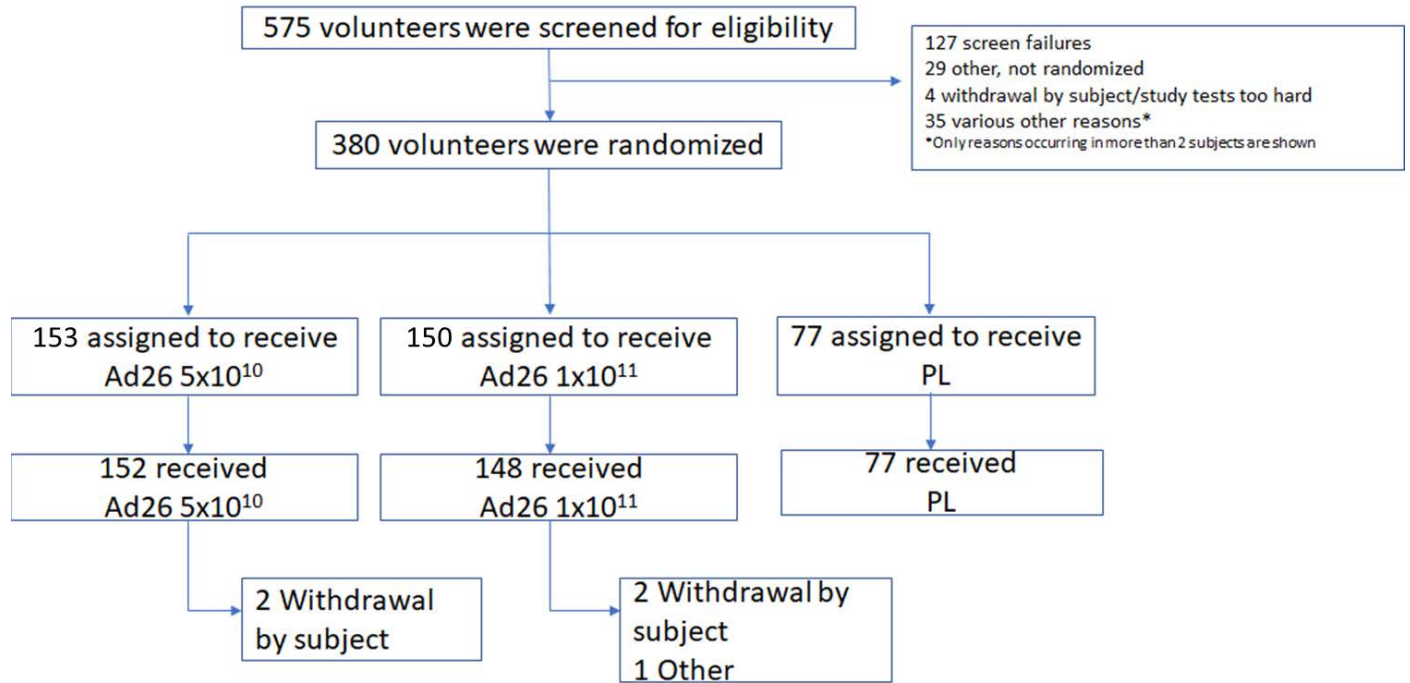 575 volunteers were screened for eligibility
127 screen failures
29 other, not randomized
4 withdrawal by subject/study tests too hard
35 various other reasons*
*Only reasons occurring in more than 2 subjects are shown
380 volunteers were randomized
153 assigned to receive
Ad26 5x10¹⁰
150 assigned to receive
Ad26 1x10¹¹
77 assigned to receive
PL
152 received
Ad26 5x10¹⁰
148 received
Ad26 1x10¹¹
77 received
PL
2 Withdrawal
by subject
2 Withdrawal by
subject
1 Other